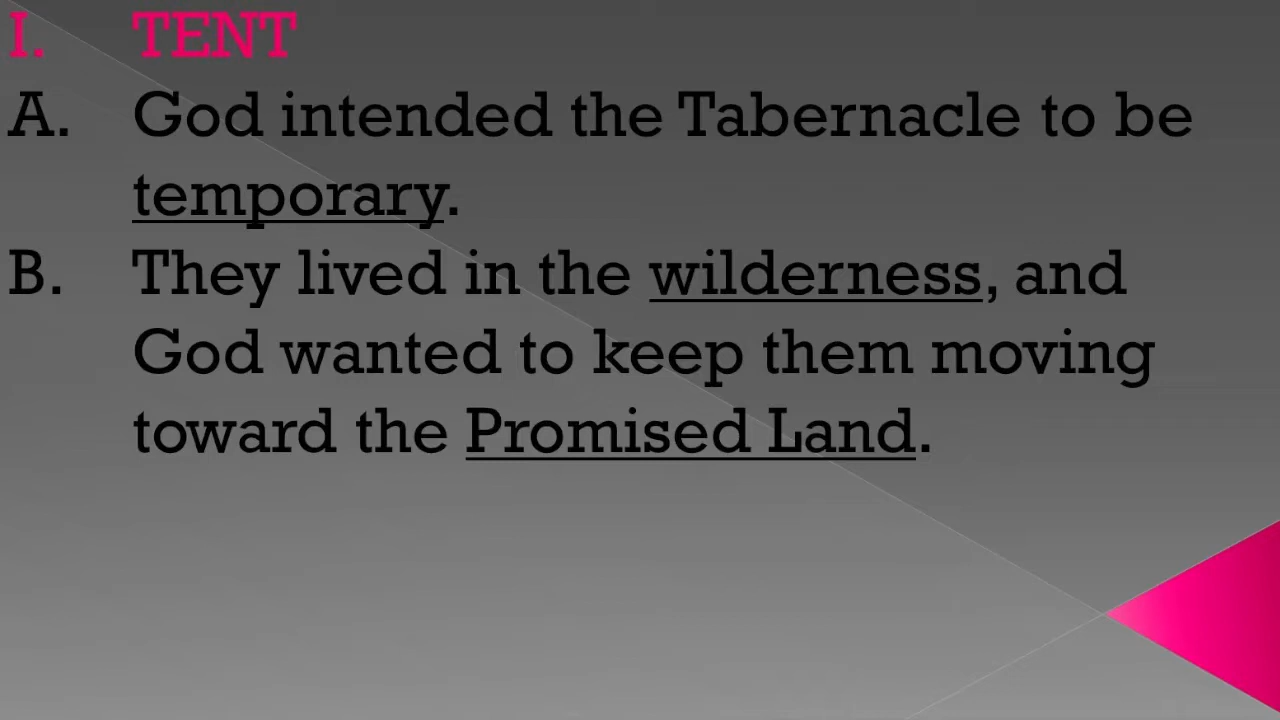 I. TENT
A. God intended the Tabernacle to be
temporary.
B. They lived in the wilderness, and
God wanted to keep them moving
toward the Promised Land.